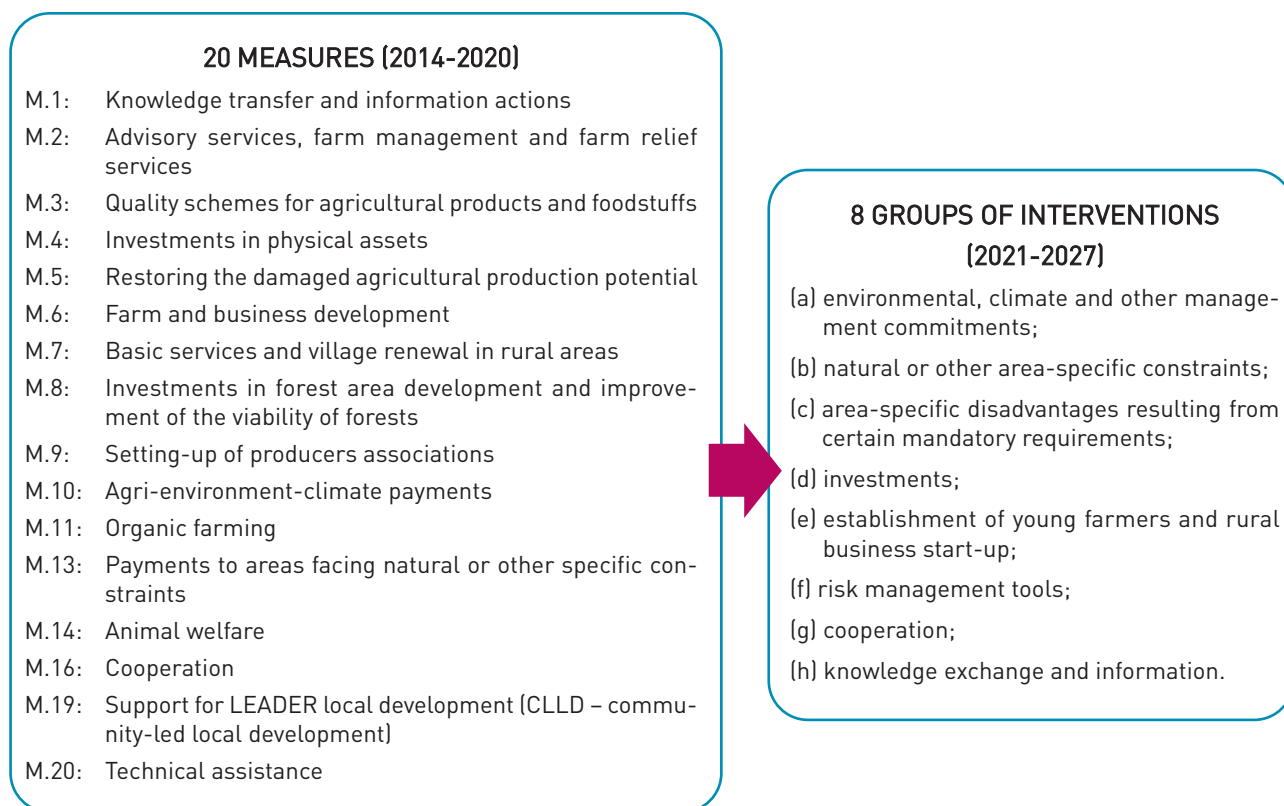 20 MEASURES (2014-2020)
M.1: Knowledge transfer and information actions
M.2: Advisory services, farm management and farm relief
services
M.3: Quality schemes for agricultural products and foodstuffs
M.4: Investments in physical assets
M.5: Restoring the damaged agricultural production potential
M.6: Farm and business development
M.7: Basic services and village renewal in rural areas
M.8: Investments in forest area development and improve-
ment of the viability of forests
M.9: Setting-up of producers associations
M.10: Agri-environment-climate payments
M.11: Organic farming
M.13: Payments to areas facing natural or other specific con-
straints
M.14: Animal welfare
M.16: Cooperation
M.19: Support for LEADER local development (CLLD – commu-
nity-led local development)
M.20: Technical assistance
8 GROUPS OF INTERVENTIONS
(2021-2027)
(a) environmental, climate and other manage-
ment commitments;
(b) natural or other area-specific constraints;
(c) area-specific disadvantages resulting from
certain mandatory requirements;
(d) investments;
(e) establishment of young farmers and rural
business start-up;
(f) risk management tools;
(g) cooperation;
(h) knowledge exchange and information.